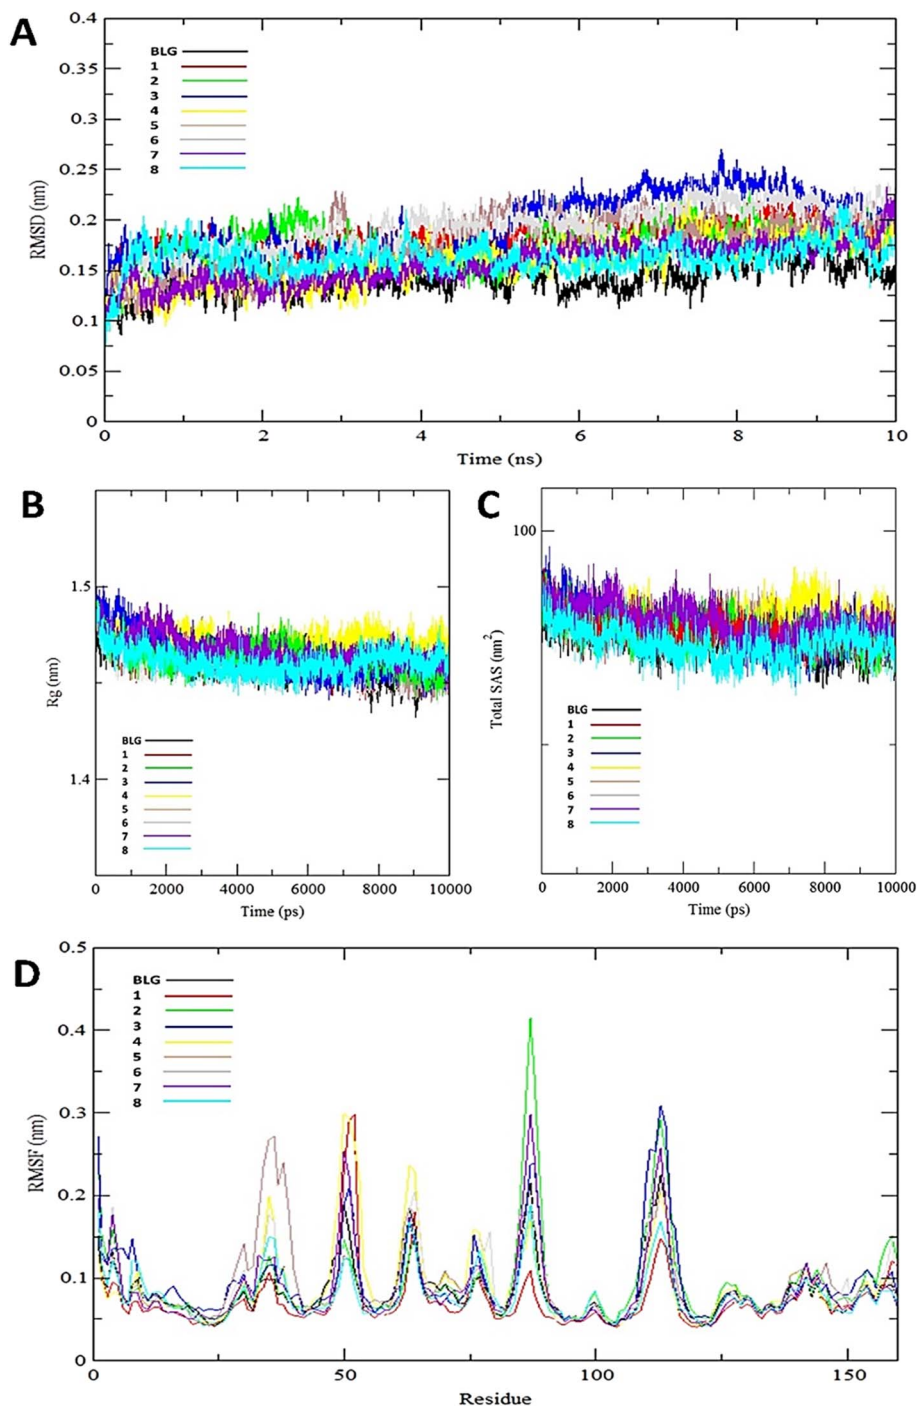 A
0.4
0.35
0.3
0.25
0.2
0.15
0.1
0.05
0
RMSD (nm)
BLG
1
2
3
4
5
6
7
8
0 2 4 6 8 10
Time (ns)
B
1.5
1.4
Rg (nm)
BLG
1
2
3
4
5
6
7
8
0 2000 4000 6000 8000 10000
Time (ps)
C
100
Total SAS (nm²)
BLG
1
2
3
4
5
6
7
8
0 2000 4000 6000 8000 10000
Time (ps)
D
0.5
0.4
0.3
0.2
0.1
0
RMSF (nm)
BLG
1
2
3
4
5
6
7
8
0 50 100 150
Residue